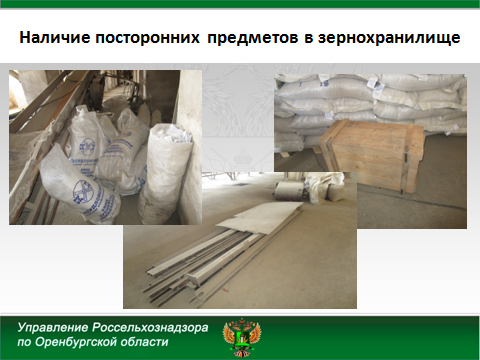 Наличие посторонних предметов в зернохранилище
Управление Россельхознадзора
по Оренбургской области